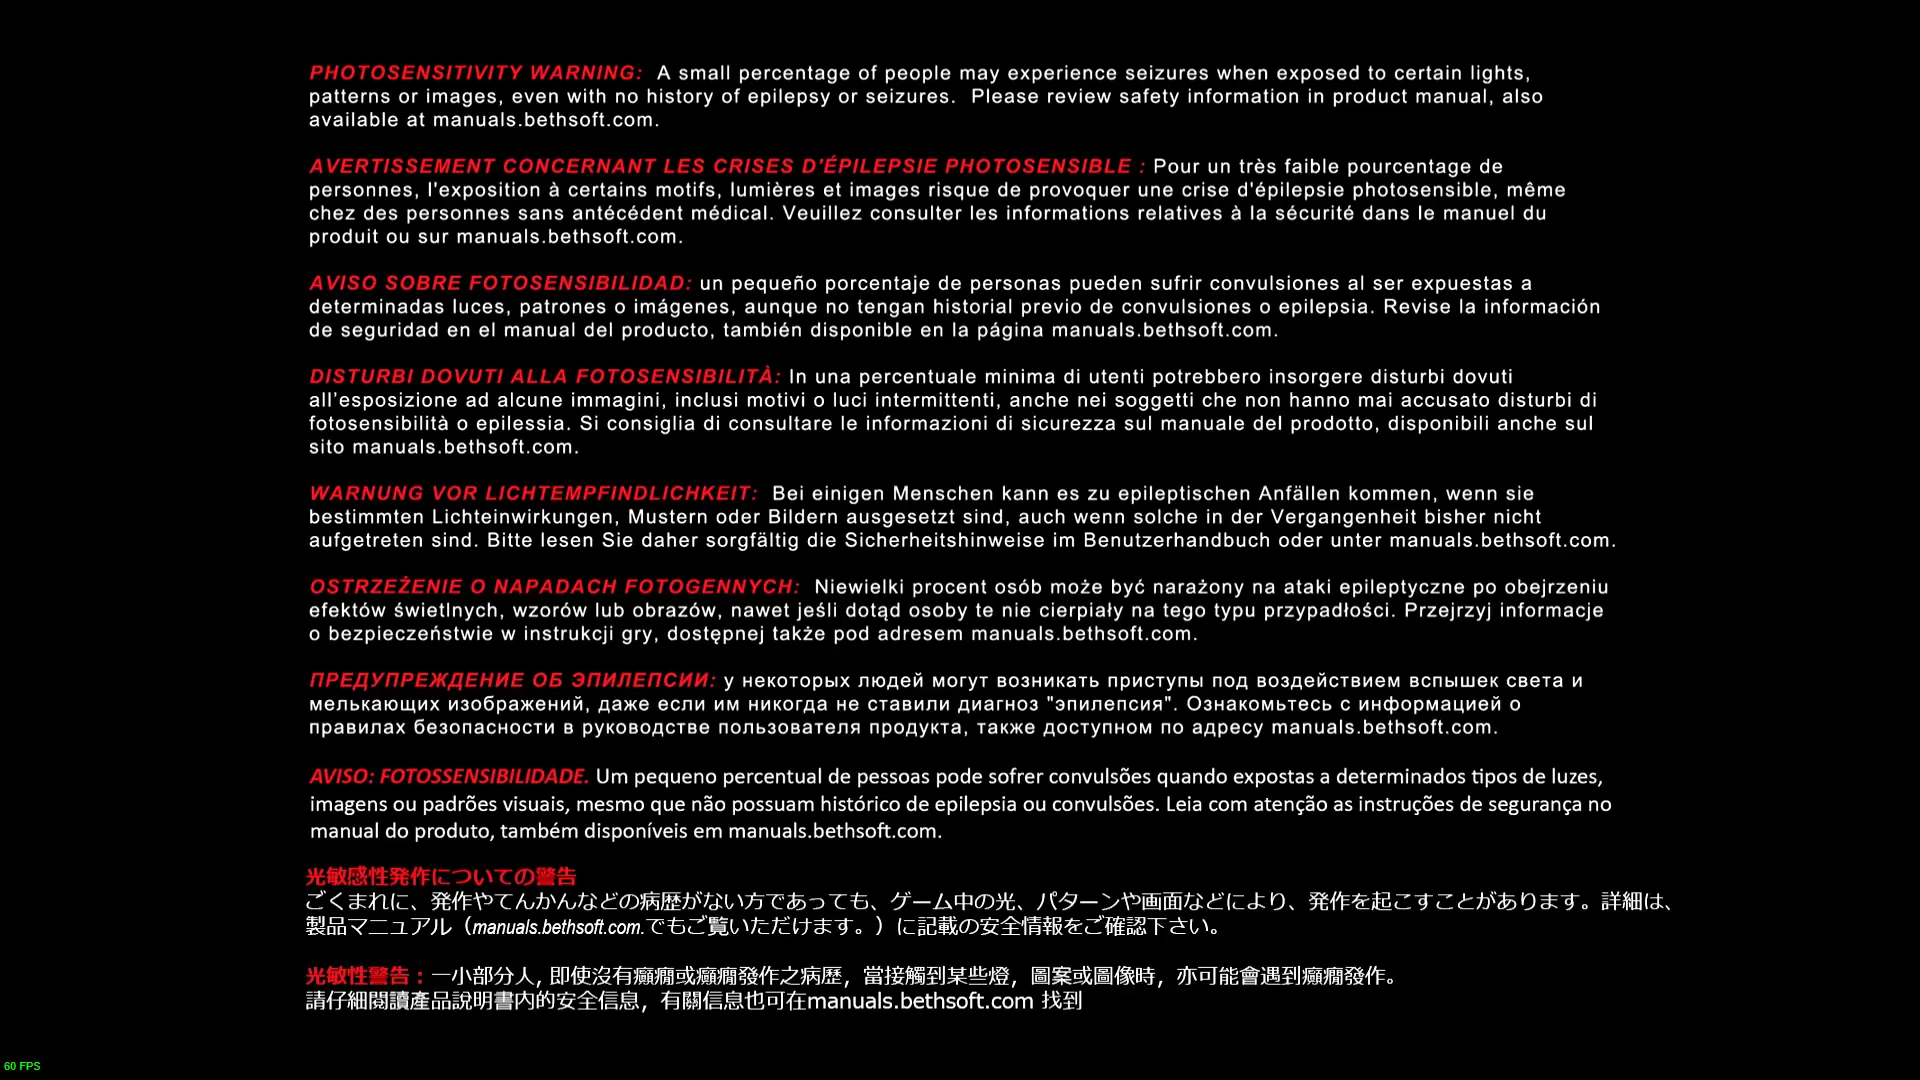 PHOTOSENSITIVITY WARNING:  A small percentage of people may experience seizures when exposed to certain lights,
patterns or images, even with no history of epilepsy or seizures.  Please review safety information in product manual, also
available at manuals.bethsoft.com.
AVERTISSEMENT CONCERNANT LES CRISES D'ÉPILEPSIE PHOTOSENSIBLE : Pour un très faible pourcentage de
personnes, l'exposition à certains motifs, lumières et images risque de provoquer une crise d'épilepsie photosensible, même
chez des personnes sans antécédent médical. Veuillez consulter les informations relatives à la sécurité dans le manuel du
produit ou sur manuals.bethsoft.com.
AVISO SOBRE FOTOSENSIBILIDAD: un pequeño porcentaje de personas pueden sufrir convulsiones al ser expuestas a
determinadas luces, patrones o imágenes, aunque no tengan historial previo de convulsiones o epilepsia. Revise la información
de seguridad en el manual del producto, también disponible en la página manuals.bethsoft.com.
DISTURBI DOVUTI ALLA FOTOSENSIBILITÀ: In una percentuale minima di utenti potrebbero insorgere disturbi dovuti
all’esposizione ad alcune immagini, inclusi motivi o luci intermittenti, anche nei soggetti che non hanno mai accusato disturbi di
fotosensibilità o epilessia. Si consiglia di consultare le informazioni di sicurezza sul manuale del prodotto, disponibili anche sul
sito manuals.bethsoft.com.
WARNUNG VOR LICHTEMPFINDLICHKEIT:  Bei einigen Menschen kann es zu epileptischen Anfällen kommen, wenn sie
bestimmten Lichteinwirkungen, Mustern oder Bildern ausgesetzt sind, auch wenn solche in der Vergangenheit bisher nicht
aufgetreten sind. Bitte lesen Sie daher sorgfältig die Sicherheitshinweise im Benutzerhandbuch oder unter manuals.bethsoft.com.
OSTRZEŻENIE O NAPADACH FOTOGENNYCH:  Niewielki procent osób może być narażony na ataki epileptyczne po obejrzeniu
efektów świetlnych, wzorów lub obrazów, nawet jeśli dotąd osoby te nie cierpiały na tego typu przypadłości. Przejrzyj informacje
o bezpieczeństwie w instrukcji gry, dostępnej także pod adresem manuals.bethsoft.com.
ПРЕДУПРЕЖДЕНИЕ ОБ ЭПИЛЕПСИИ: у некоторых людей могут возникать приступы под воздействием вспышек света и
мелькающих изображений, даже если им никогда не ставили диагноз "эпилепсия". Ознакомьтесь с информацией о
правилах безопасности в руководстве пользователя продукта, также доступном по адресу manuals.bethsoft.com.
AVISO: FOTOSSENSIBILIDADE. Um pequeno percentual de pessoas pode sofrer convulsões quando expostas a determinados tipos de luzes,
imagens ou padrões visuais, mesmo que não possuam histórico de epilepsia ou convulsões. Leia com atenção as instruções de segurança no
manual do produto, também disponíveis em manuals.bethsoft.com.
光敏感性発作についての警告
ごくまれに、発作やてんかんなどの病歴がない方であっても、ゲーム中の光、パターンや画面などにより、発作を起こすことがあります。詳細は、
製品マニュアル（manuals.bethsoft.com.でもご覧いただけます。）に記載の安全情報をご確認下さい。
光敏性警告：一小部分人, 即使沒有癲癇或癲癇發作之病歷，當接觸到某些燈，圖案或圖像時，亦可能會遇到癲癇發作。
請仔細閱讀產品說明書內的安全信息，有關信息也可在manuals.bethsoft.com 找到
60 FPS